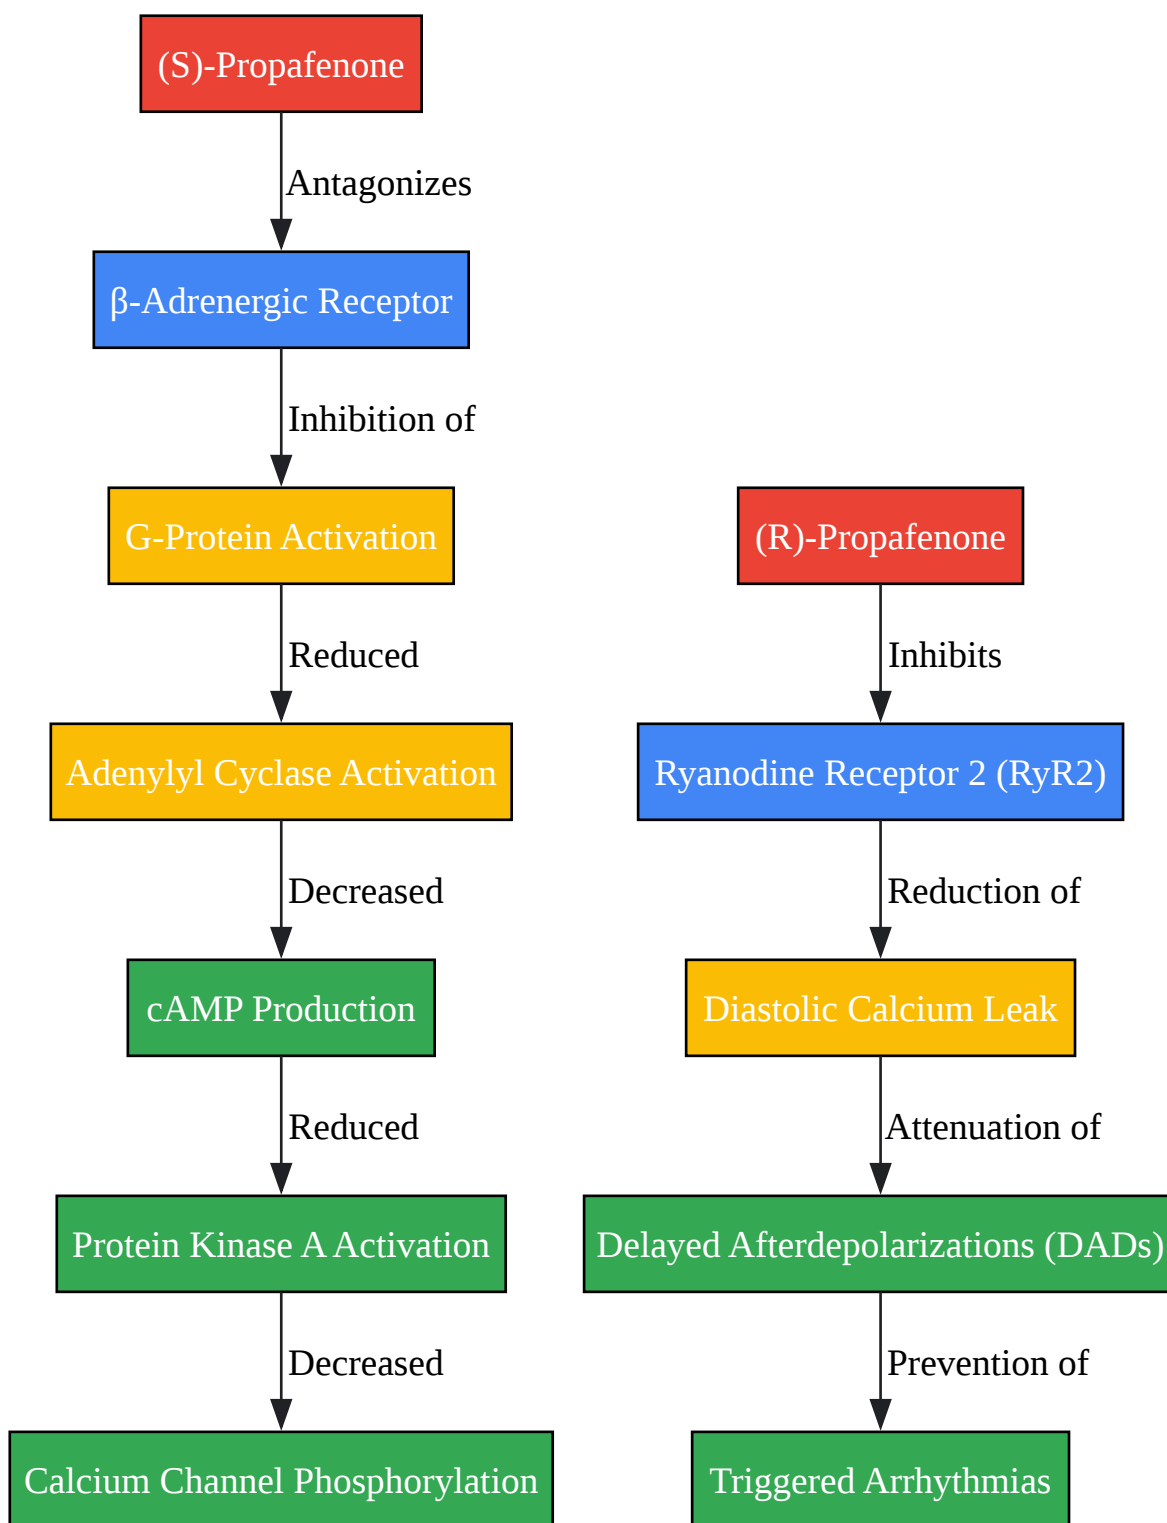 (S)-Propafenone
Antagonizes
β-Adrenergic Receptor
Inhibition of
G-Protein Activation
Reduced
Adenylyl Cyclase Activation
Decreased
cAMP Production
Reduced
Protein Kinase A Activation
Decreased
Calcium Channel Phosphorylation
(R)-Propafenone
Inhibits
Ryanodine Receptor 2 (RyR2)
Reduction of
Diastolic Calcium Leak
Attenuation of
Delayed Afterdepolarizations (DADs)
Prevention of
Triggered Arrhythmias